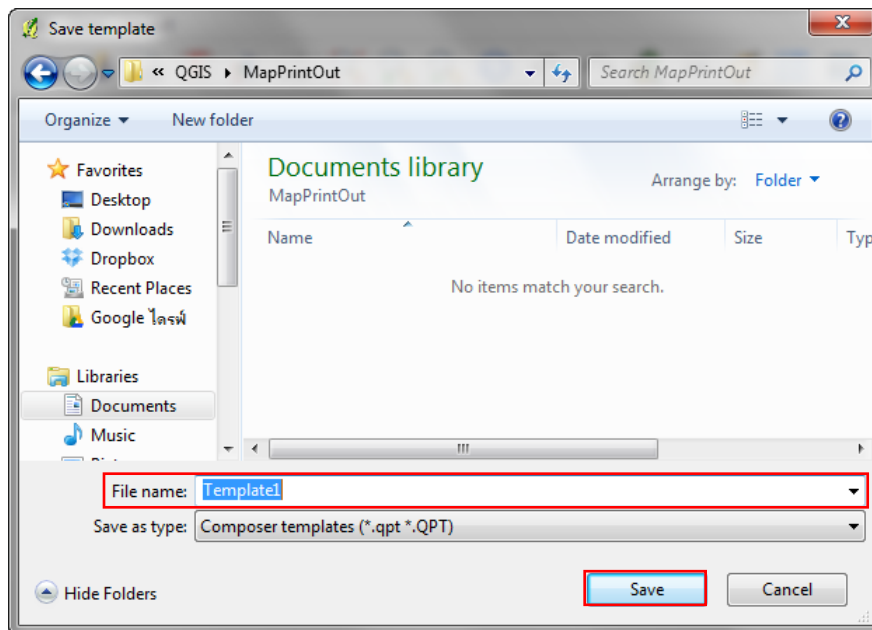 Save template
« QGIS ▸ MapPrintOut
Search MapPrintOut
Organize
New folder
Favorites
Desktop
Downloads
Dropbox
Recent Places
Google ไดรฟ์
Libraries
Documents
Music
Documents library
MapPrintOut
Arrange by: Folder
Name
Date modified
Size
Typ
No items match your search.
File name: Template1
Save as type: Composer templates (*.qpt *.QPT)
Hide Folders
Save
Cancel